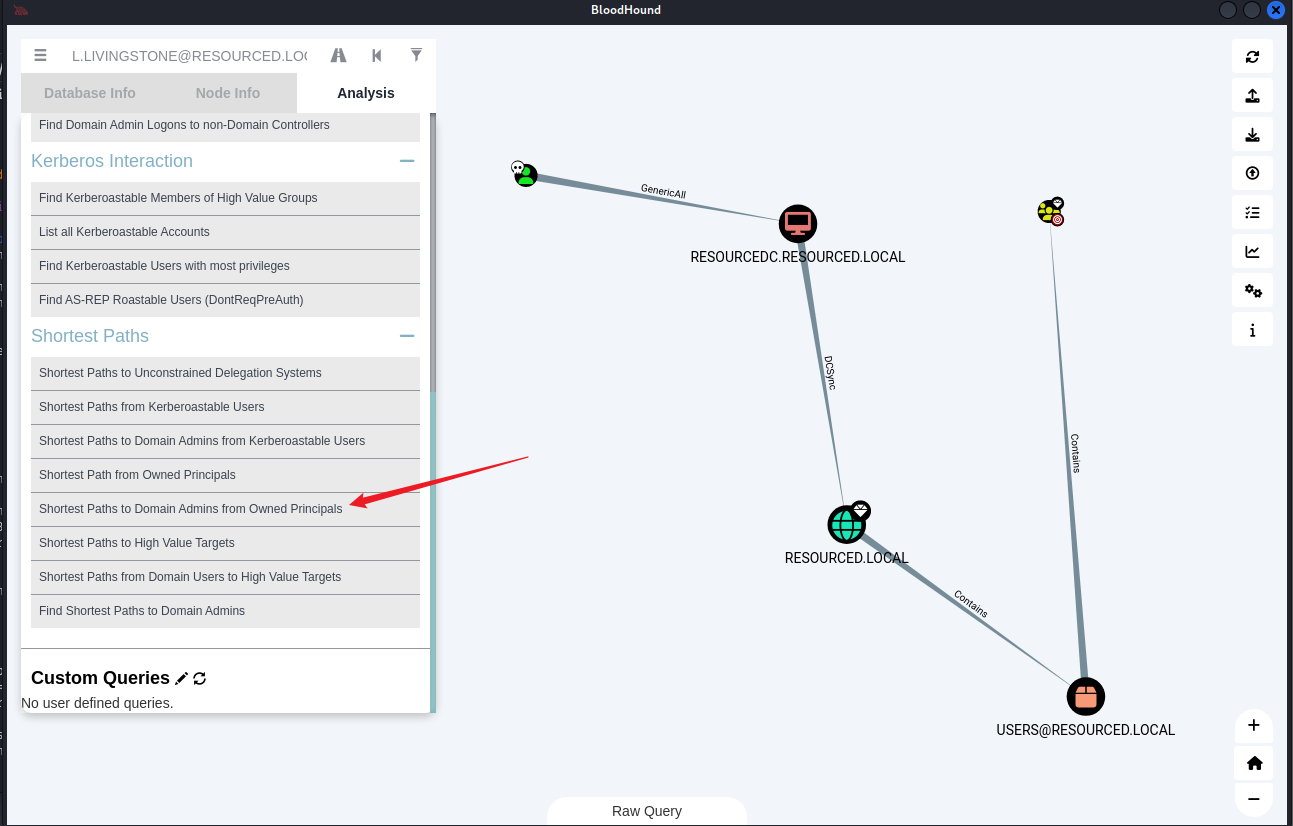 BloodHound
L.LIVINGSTONE@RESOURCED.LOC
Database Info
Node Info
Analysis
Find Domain Admin Logons to non-Domain Controllers
Kerberos Interaction
Find Kerberoastable Members of High Value Groups
List all Kerberoastable Accounts
Find Kerberoastable Users with most privileges
Find AS-REP Roastable Users (DontReqPreAuth)
Shortest Paths
Shortest Paths to Unconstrained Delegation Systems
Shortest Paths from Kerberoastable Users
Shortest Paths to Domain Admins from Kerberoastable Users
Shortest Path from Owned Principals
Shortest Paths to Domain Admins from Owned Principals
Shortest Paths to High Value Targets
Shortest Paths from Domain Users to High Value Targets
Find Shortest Paths to Domain Admins
Custom Queries
No user defined queries.
GenericAll
RESOURCEDC.RESOURCED.LOCAL
DCSync
Contains
RESOURCED.LOCAL
Contains
USERS@RESOURCED.LOCAL
Raw Query